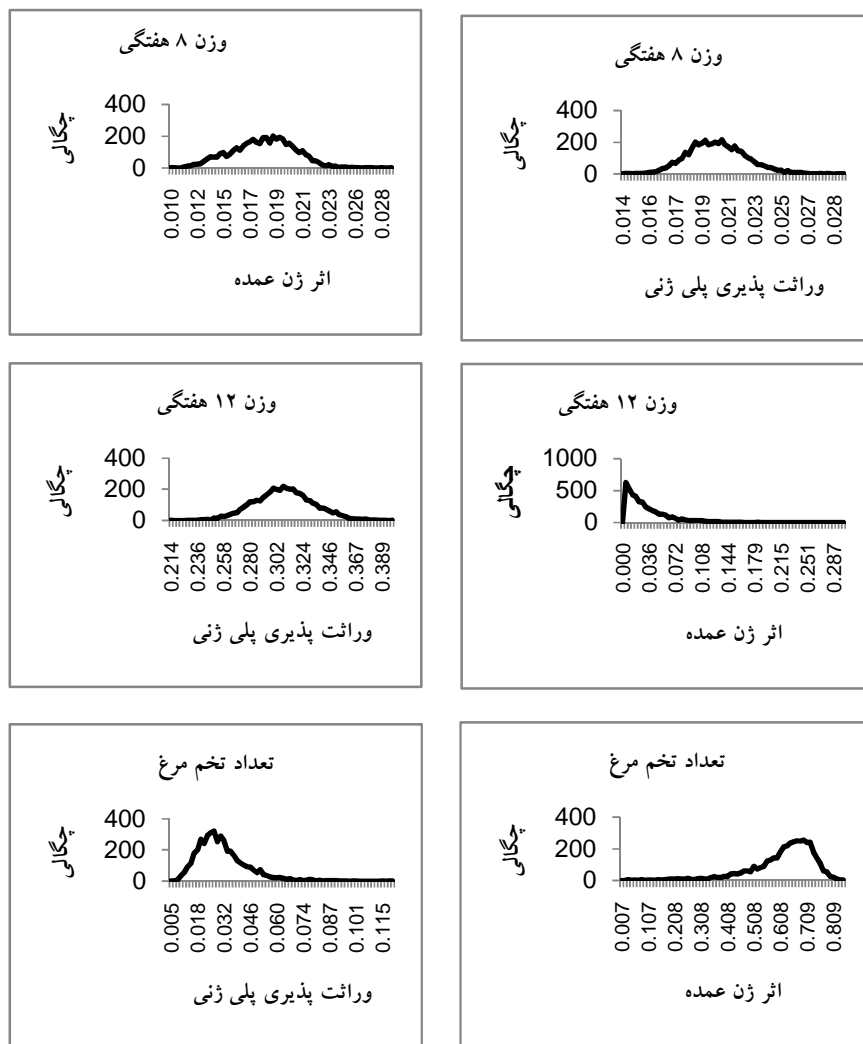 وزن ۸ هفتگی
چگالی
400
200
0
0.010 0.012 0.015 0.017 0.019 0.021 0.023 0.026 0.028
اثر ژن عمده
وزن ۸ هفتگی
چگالی
400
200
0
0.014 0.016 0.017 0.019 0.021 0.023 0.025 0.027 0.028
وراثت پذیری پلی ژنی
وزن ۱۲ هفتگی
چگالی
400
200
0
0.214 0.236 0.258 0.280 0.302 0.324 0.346 0.367 0.389
وراثت پذیری پلی ژنی
وزن ۱۲ هفتگی
چگالی
1000
500
0
0.000 0.036 0.072 0.108 0.144 0.179 0.215 0.251 0.287
اثر ژن عمده
تعداد تخم مرغ
چگالی
400
200
0
0.005 0.018 0.032 0.046 0.060 0.074 0.087 0.101 0.115
وراثت پذیری پلی ژنی
تعداد تخم مرغ
چگالی
400
200
0
0.007 0.107 0.208 0.308 0.408 0.508 0.608 0.709 0.809
اثر ژن عمده